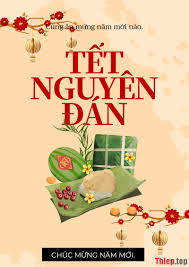 Cùng ăn mừng năm mới nào.
TẾT
NGUYÊN
ĐÁN
CHÚC MỪNG NĂM MỚI.
Thiep.top